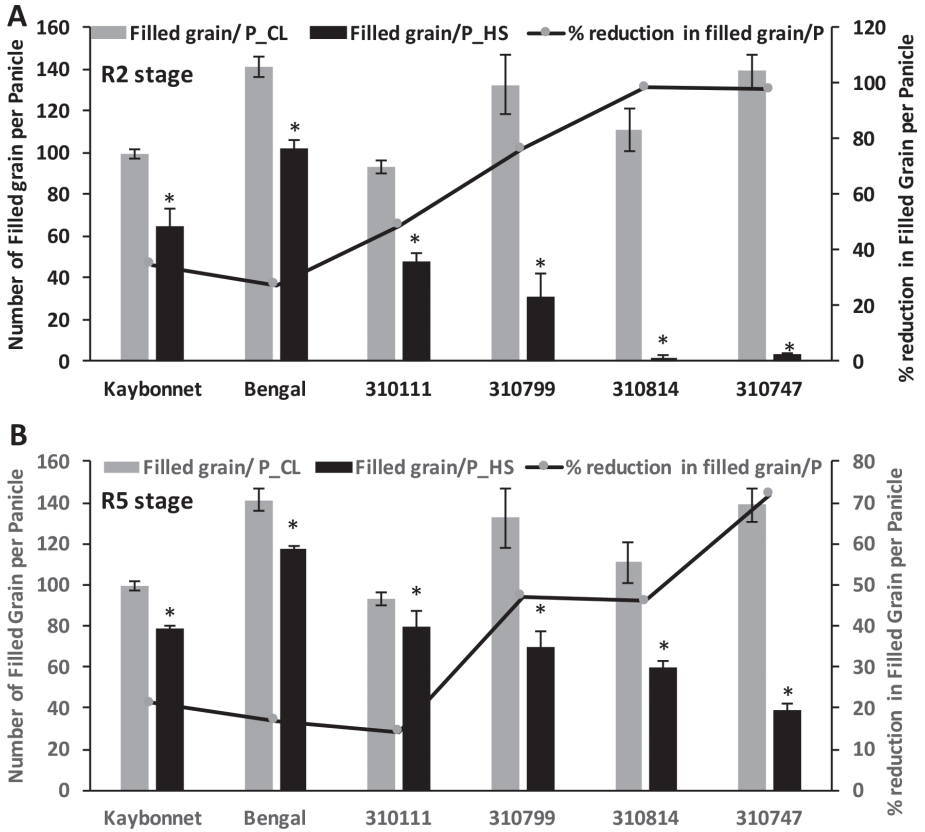 A
Filled grain/ P_CL Filled grain/P_HS % reduction in filled grain/P
R2 stage
Number of Filled grain per Panicle
160
140
120
100
80
60
40
20
0
* * * * * *
120
100
80
60
40
20
0
% reduction in Filled Grain per Panicle
Kaybonnet Bengal 310111 310799 310814 310747
B
Filled grain/ P_CL Filled grain/P_HS % reduction in filled grain/P
R5 stage
Number of Filled Grain per Panicle
160
140
120
100
80
60
40
20
0
* * * * * *
80
70
60
50
40
30
20
10
0
% reduction in Filled Grain per Panicle
Kaybonnet Bengal 310111 310799 310814 310747